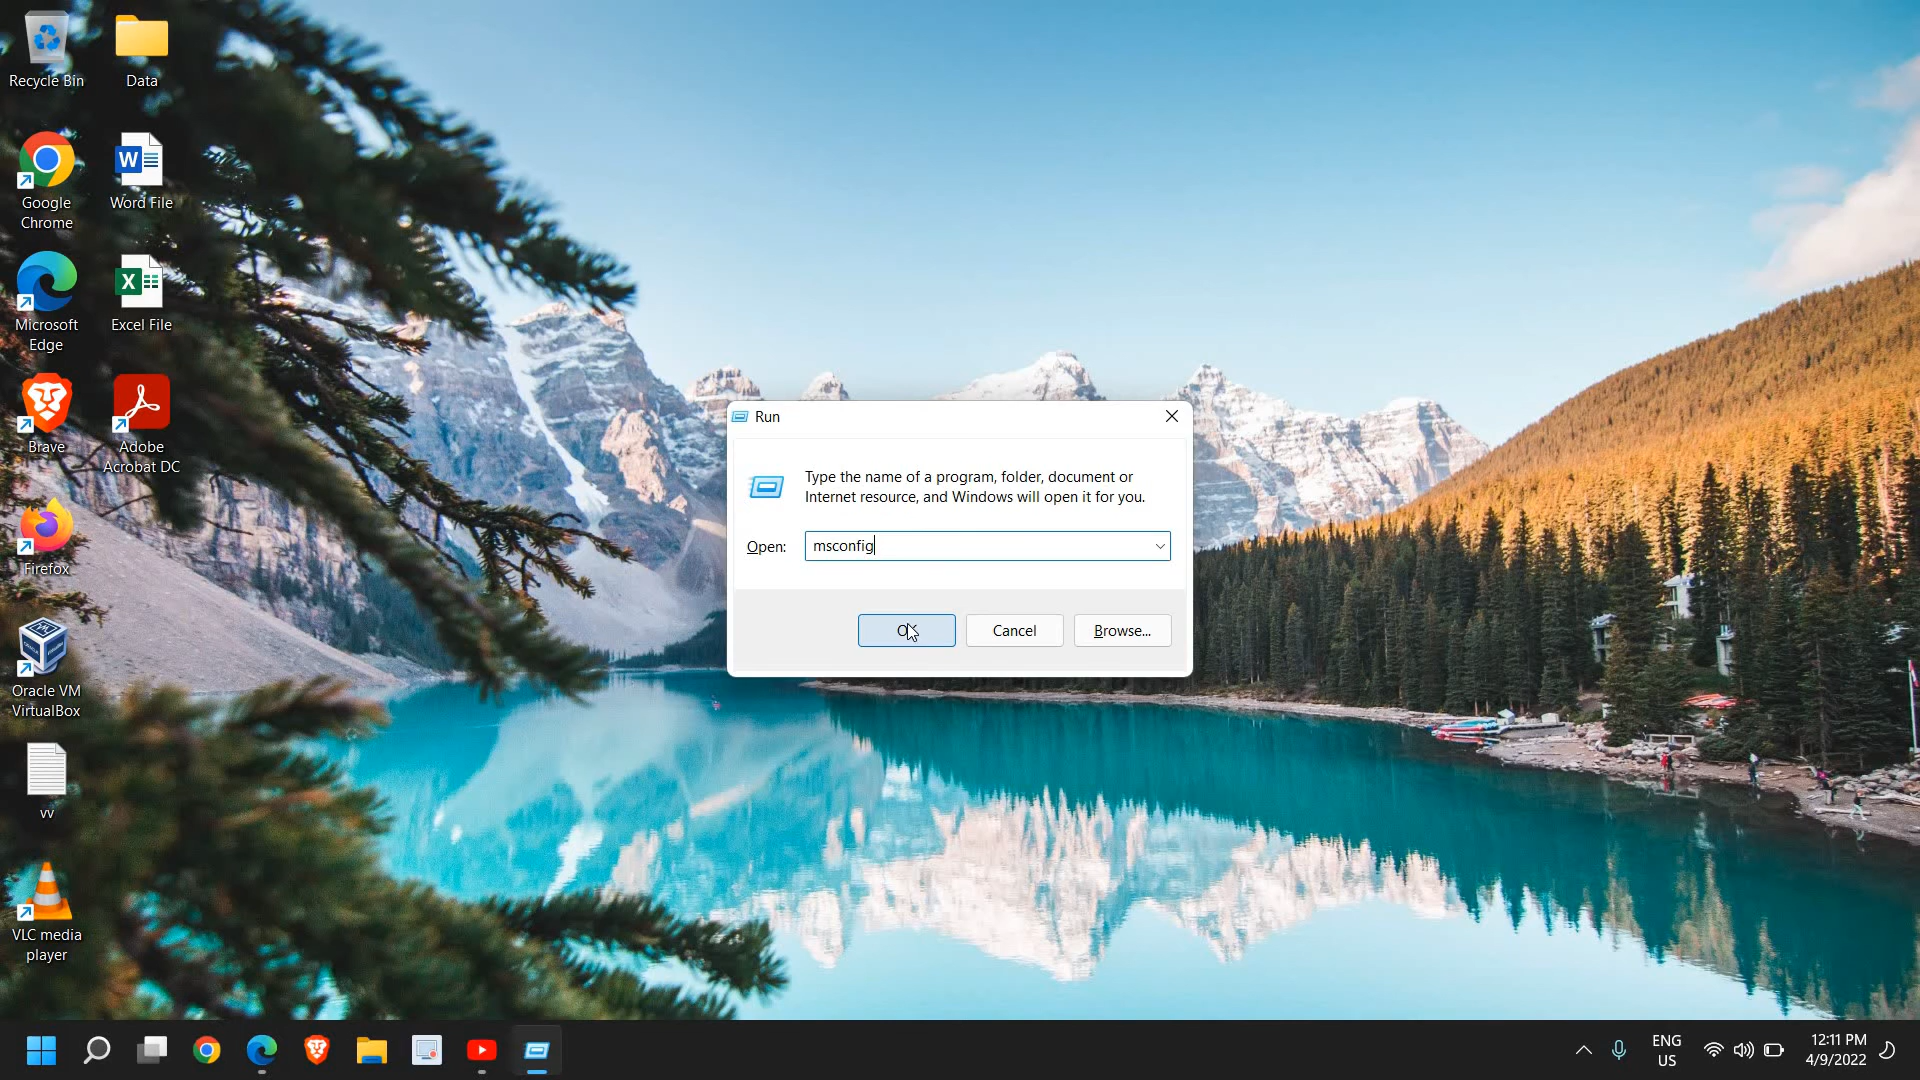 Recycle Bin
Data
Google
Chrome
Word File
Microsoft
Edge
Excel File
Brave
Adobe
Acrobat DC
Firefox
Oracle VM
VirtualBox
vv
VLC media
player
Run
Type the name of a program, folder, document or
Internet resource, and Windows will open it for you.
Open:
msconfig
OK
Cancel
Browse...
ENG
US
12:11 PM
4/9/2022